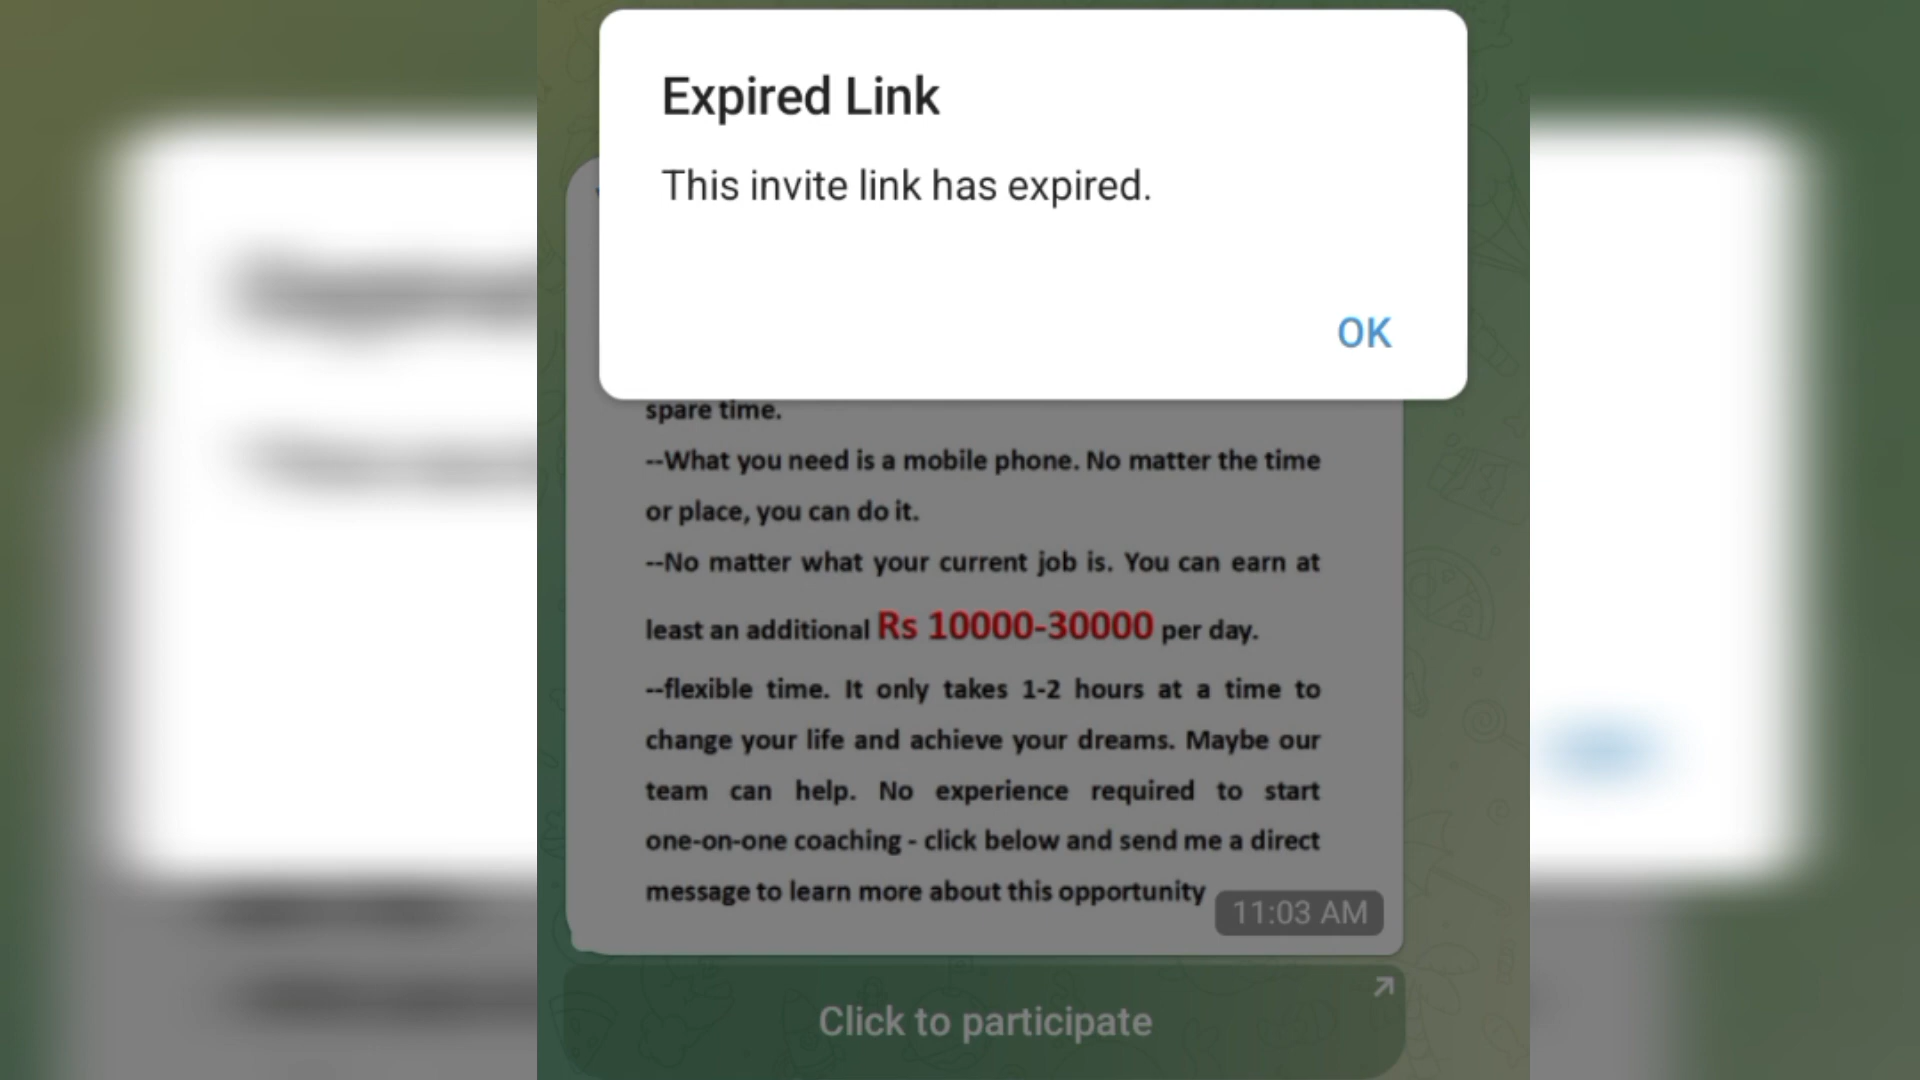 Expired Link
This invite link has expired.
OK
spare time.
--What you need is a mobile phone. No matter the time
or place, you can do it.
--No matter what your current job is. You can earn at
least an additional Rs 10000-30000 per day.
--flexible time. It only takes 1-2 hours at a time to
change your life and achieve your dreams. Maybe our
team can help. No experience required to start
one-on-one coaching - click below and send me a direct
message to learn more about this opportunity
11:03 AM
Click to participate